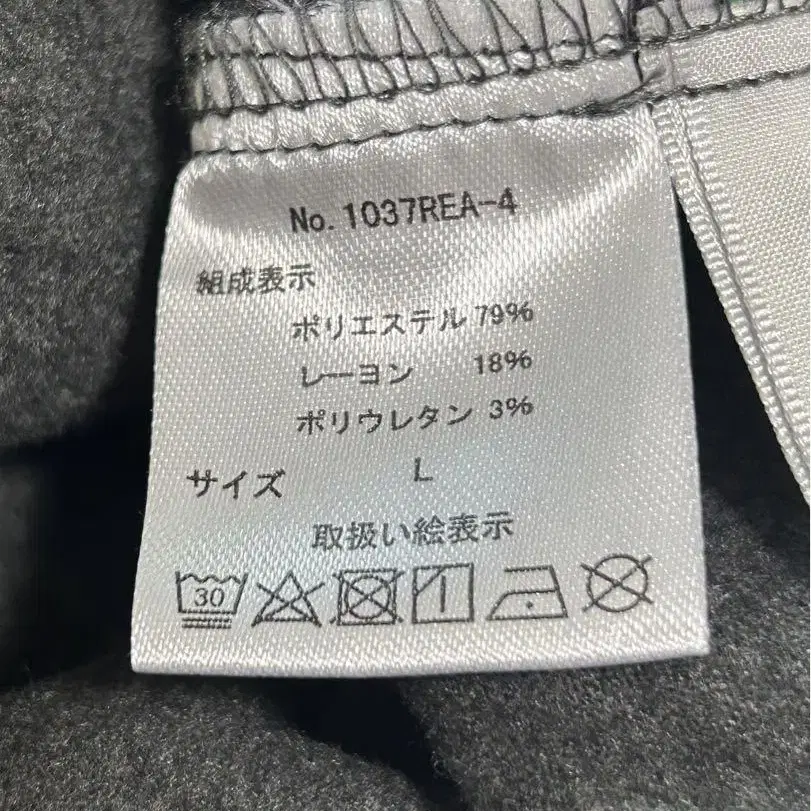 No. 1037REA-4
組成表示
ポリエステル 79%
レーヨン 18%
ポリウレタン 3%
サイズ L
取扱い絵表示
30